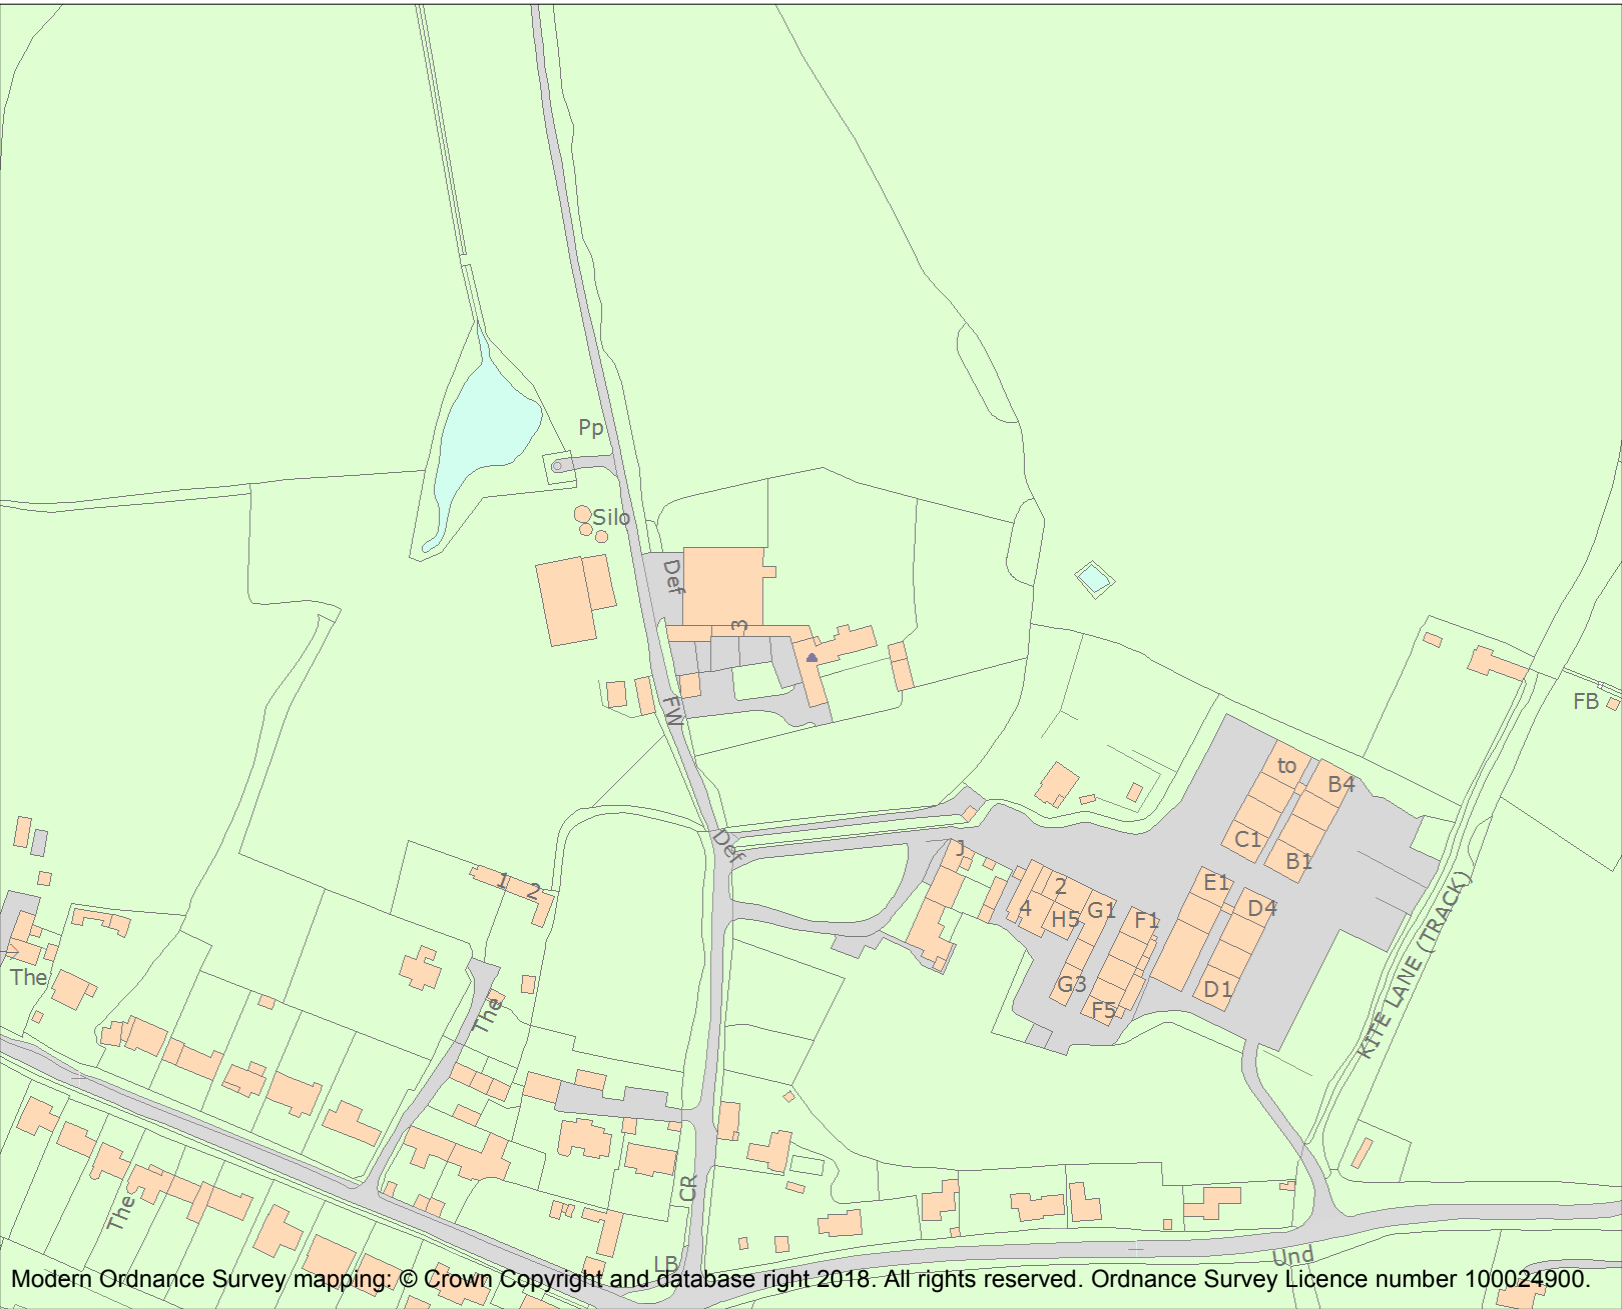 Pp
Silo
Def
3
FW
FB
to
B4
C1
B1
Def
J
1 2
E1
2
4
H5
G1
F1
D4
The
G3
D1
F5
The
KITE LANE (TRACK)
CR
The
LB
Und
Modern Ordnance Survey mapping: © Crown Copyright and database right 2018. All rights reserved. Ordnance Survey Licence number 100024900.